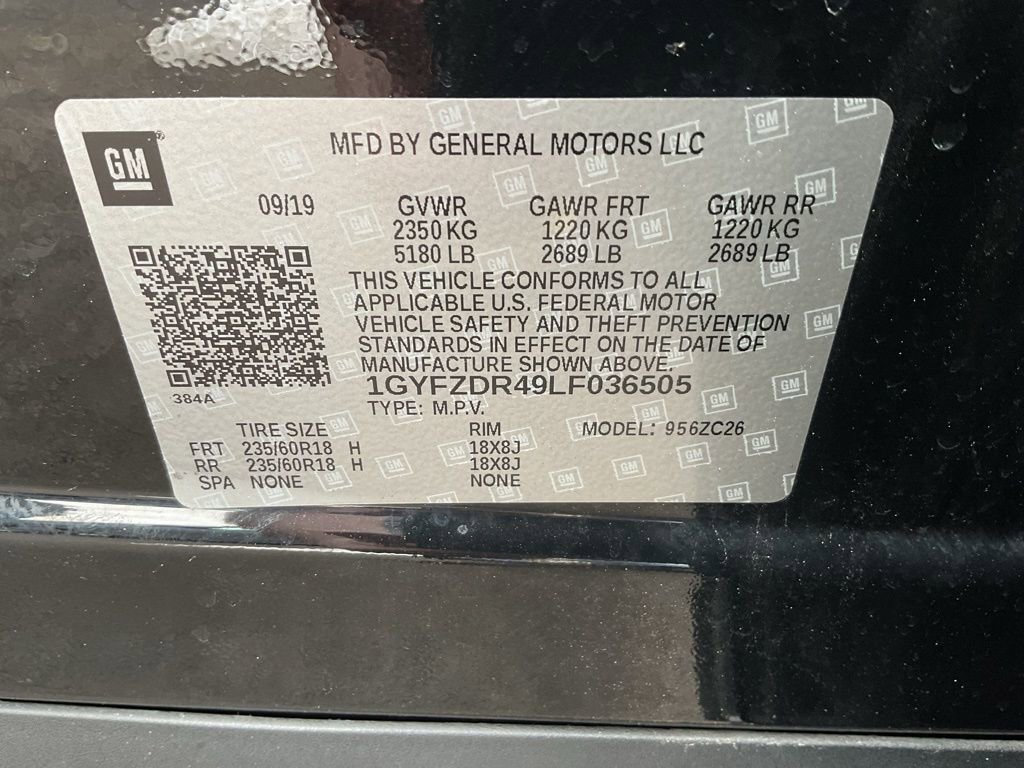 GM
MFD BY GENERAL MOTORS LLC
09/19 GVWR GAWR FRT GAWR RR
2350 KG 1220 KG 1220 KG
5180 LB 2689 LB 2689 LB
THIS VEHICLE CONFORMS TO ALL
APPLICABLE U.S. FEDERAL MOTOR
VEHICLE SAFETY AND THEFT PREVENTION
STANDARDS IN EFFECT ON THE DATE OF
MANUFACTURE SHOWN ABOVE.
384A 1GYFZDR49LF036505
TYPE: M.P.V.
TIRE SIZE RIM MODEL: 956ZC26
FRT 235/60R18 H 18X8J
RR 235/60R18 H 18X8J
SPA NONE NONE